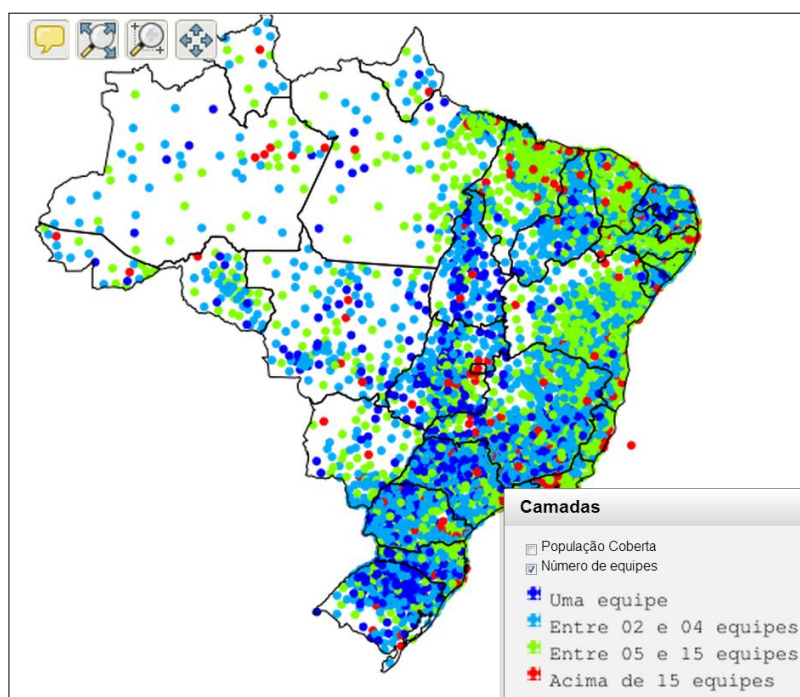 Camadas
População Coberta
Número de equipes
Uma equipe
Entre 02 e 04 equipes
Entre 05 e 15 equipes
Acima de 15 equipes